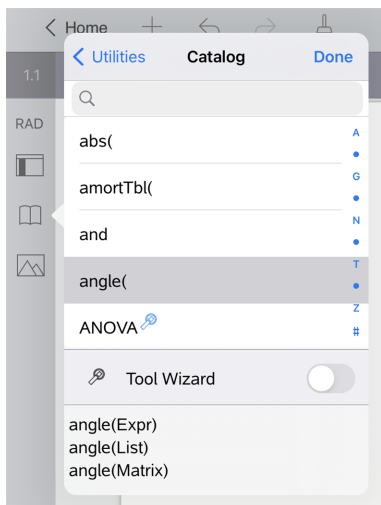 Home
Utilities Catalog Done
1.1
RAD
abs(
amortTbl(
and
angle(
ANOVA
A
G
N
T
Z
#
Tool Wizard
angle(Expr)
angle(List)
angle(Matrix)